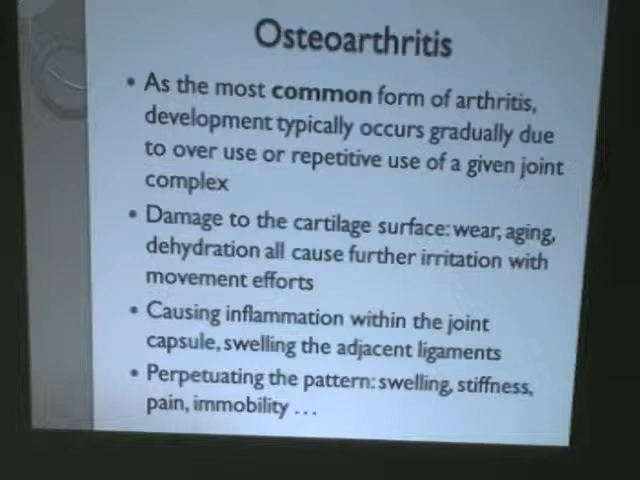 Osteoarthritis
• As the most common form of arthritis,
development typically occurs gradually due
to over use or repetitive use of a given joint
complex
• Damage to the cartilage surface: wear, aging,
dehydration all cause further irritation with
movement efforts
• Causing inflammation within the joint
capsule, swelling the adjacent ligaments
• Perpetuating the pattern: swelling, stiffness,
pain, immobility ...